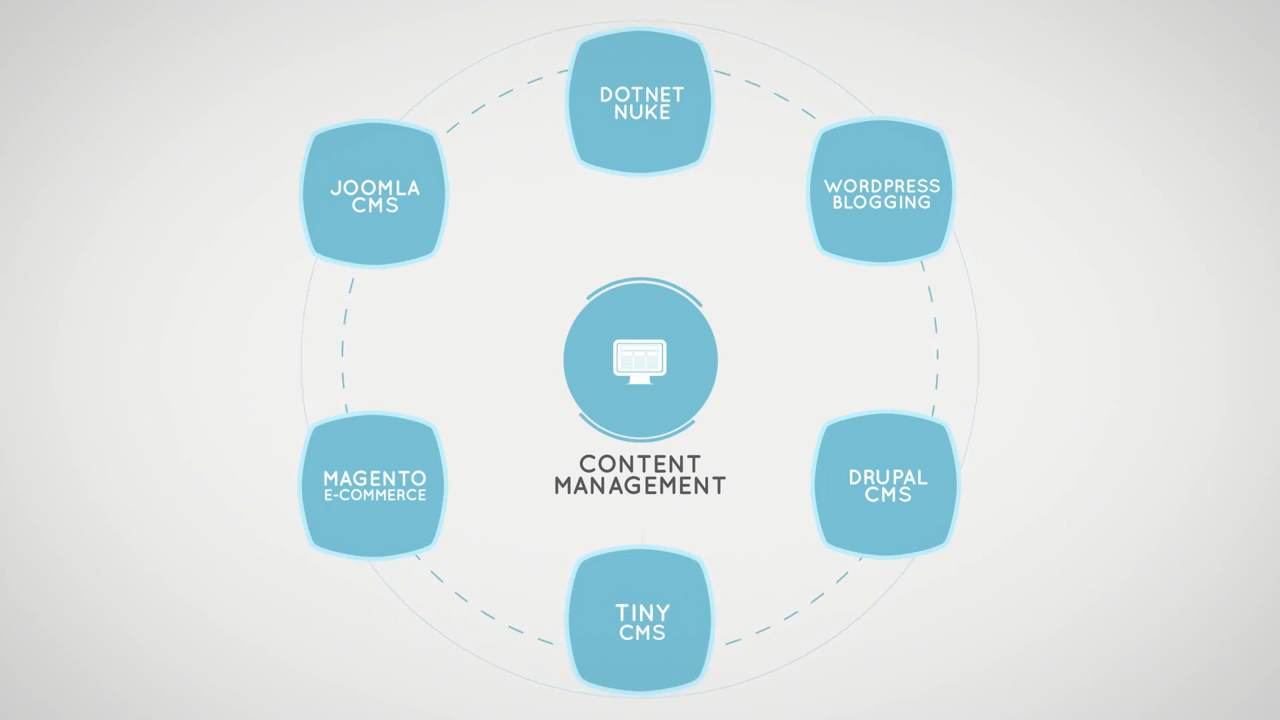 DOTNET
NUKE
JOOMLA
CMS
WORDPRESS
BLOGGING
CONTENT
MANAGEMENT
MAGENTO
E-COMMERCE
DRUPAL
CMS
TINY
CMS